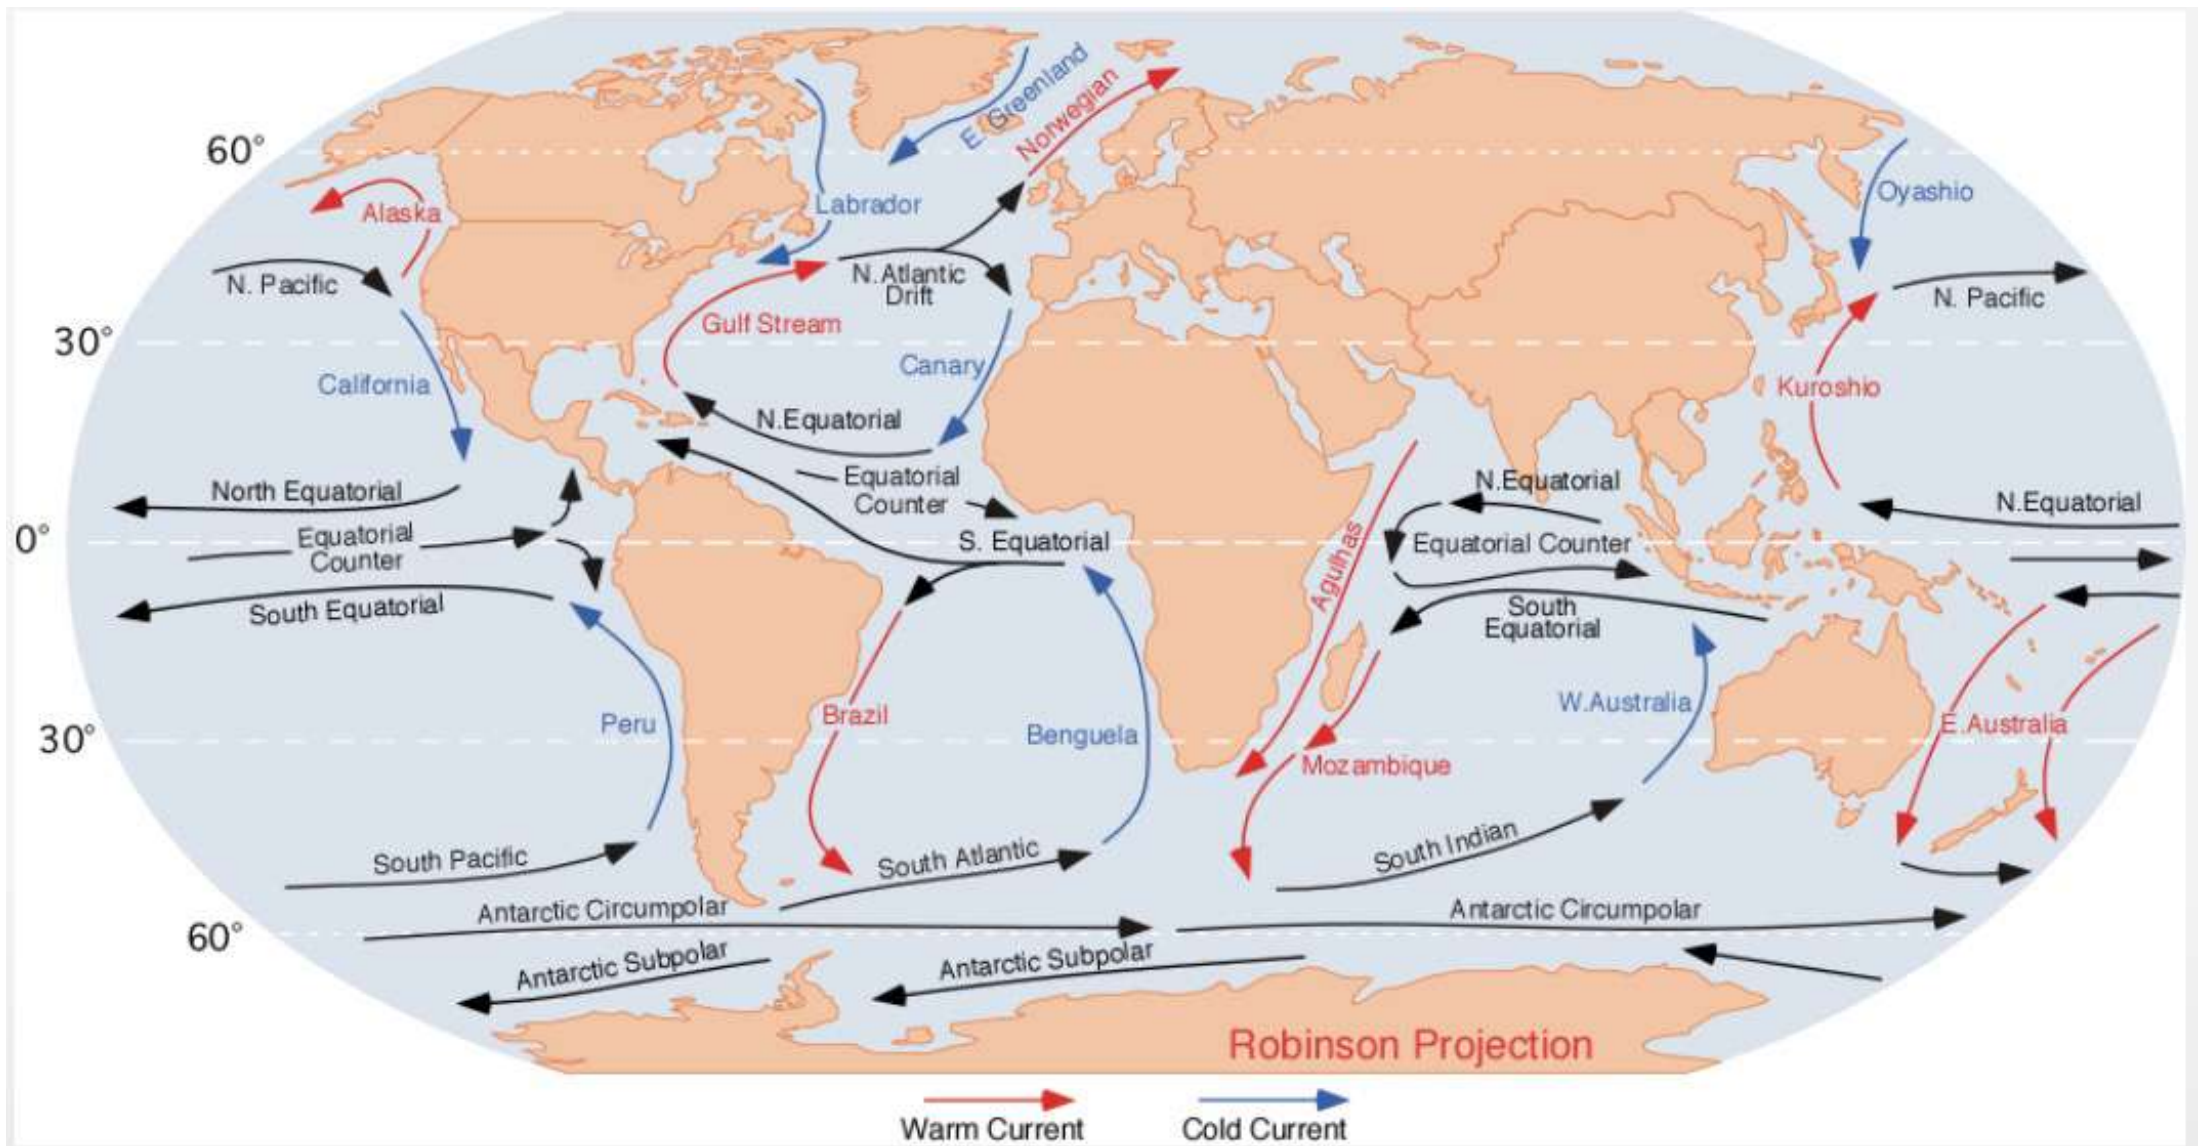 E. Greenland
Norwegian
60°
Alaska
Labrador
Oyashio
N. Pacific
N.Atlantic
Drift
N. Pacific
Gulf Stream
30°
California
Canary
Kuroshio
N.Equatorial
North Equatorial
Equatorial
Counter
N.Equatorial
N.Equatorial
0°
Equatorial
Counter
S. Equatorial
Agulhas
Equatorial Counter
South Equatorial
South
Equatorial
Peru
Brazil
Benguela
W.Australia
E.Australia
30°
Mozambique
South Pacific
South Atlantic
South Indian
Antarctic Circumpolar
Antarctic Circumpolar
60°
Antarctic Subpolar
Antarctic Subpolar
Robinson Projection
Warm Current
Cold Current